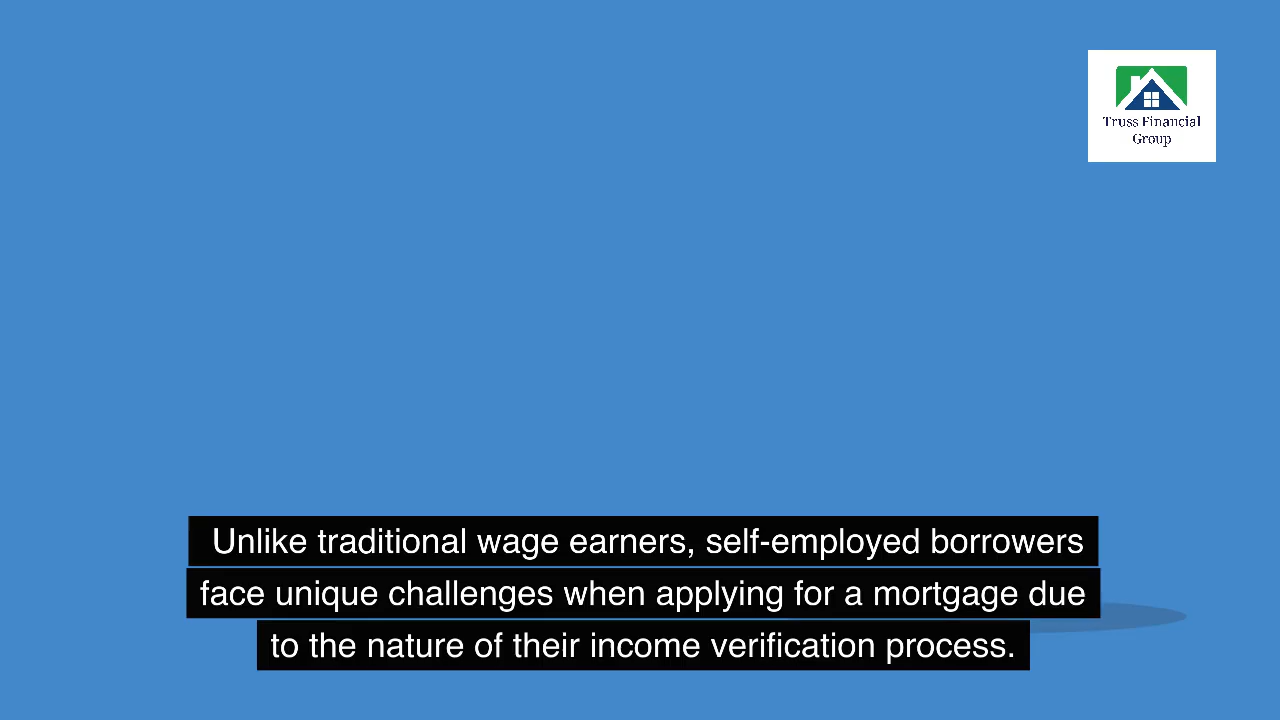 Truss Financial
Group
Unlike traditional wage earners, self-employed borrowers
face unique challenges when applying for a mortgage due
to the nature of their income verification process.